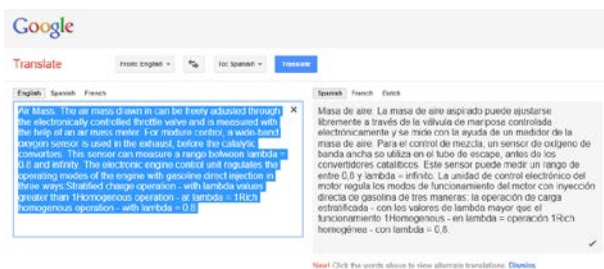 Google
Translate
From: English
To: Spanish
Translate
English Spanish French
Air Mass. The air mass drawn in can be freely adjusted through
the electronically controlled throttle valve and is measured with
the help of an air mass meter. For mixture control, a wide-band
oxygen sensor is used in the exhaust, before the catalytic
convertors. This sensor can measure a range between lambda =
0.8 and infinity. The electronic engine control unit regulates the
operating modes of the engine with gasoline direct injection in
three ways:Stratified charge operation - with lambda values
greater than 1Homogenous operation - at lambda = 1Rich
homogenous operation - with lambda = 0.8.
Spanish French Dutch
Masa de aire: La masa de aire aspirado puede ajustarse
libremente a través de la válvula de mariposa controlada
electrónicamente y se mide con la ayuda de un medidor de la
masa de aire. Para el control de mezcla, un sensor de oxígeno de
banda ancha so utiliza en el tubo de escape, antes de los
convertidores catalíticos. Este sensor puede medir un rango de
entre 0,8 y lambda = infinito. La unidad de control electrónico del
motor regula los modos de funcionamiento del motor con inyección
directa de gasolina de tres maneras: la operación de carga
estratificada - con los valores de lambda mayor que el
funcionamiento 1Homogenous - en lambda = operación 1Rich
homogénea - con lambda = 0,8.
New! Click the words above to view alternate translations. Dismiss